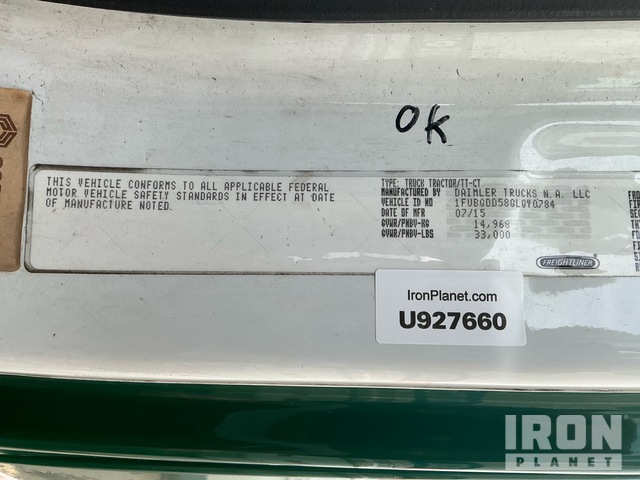 OK
THIS VEHICLE CONFORMS TO ALL APPLICABLE FEDERAL
MOTOR VEHICLE SAFETY STANDARDS IN EFFECT AT DATE
OF MANUFACTURE NOTED.
TYPE: TRUCK TRACTOR/TT-CT
MANUFACTURED BY DAIMLER TRUCKS N.A. LLC
VEHICLE ID NO. 1FUBGDD58GLGY0784
DATE OF MFR 07/15
GVWR/PNBV-KG 14,968
GVWR/PNBV-LBS 33,000
FREIGHTLINER
IronPlanet.com
U927660
IRON
PLANET